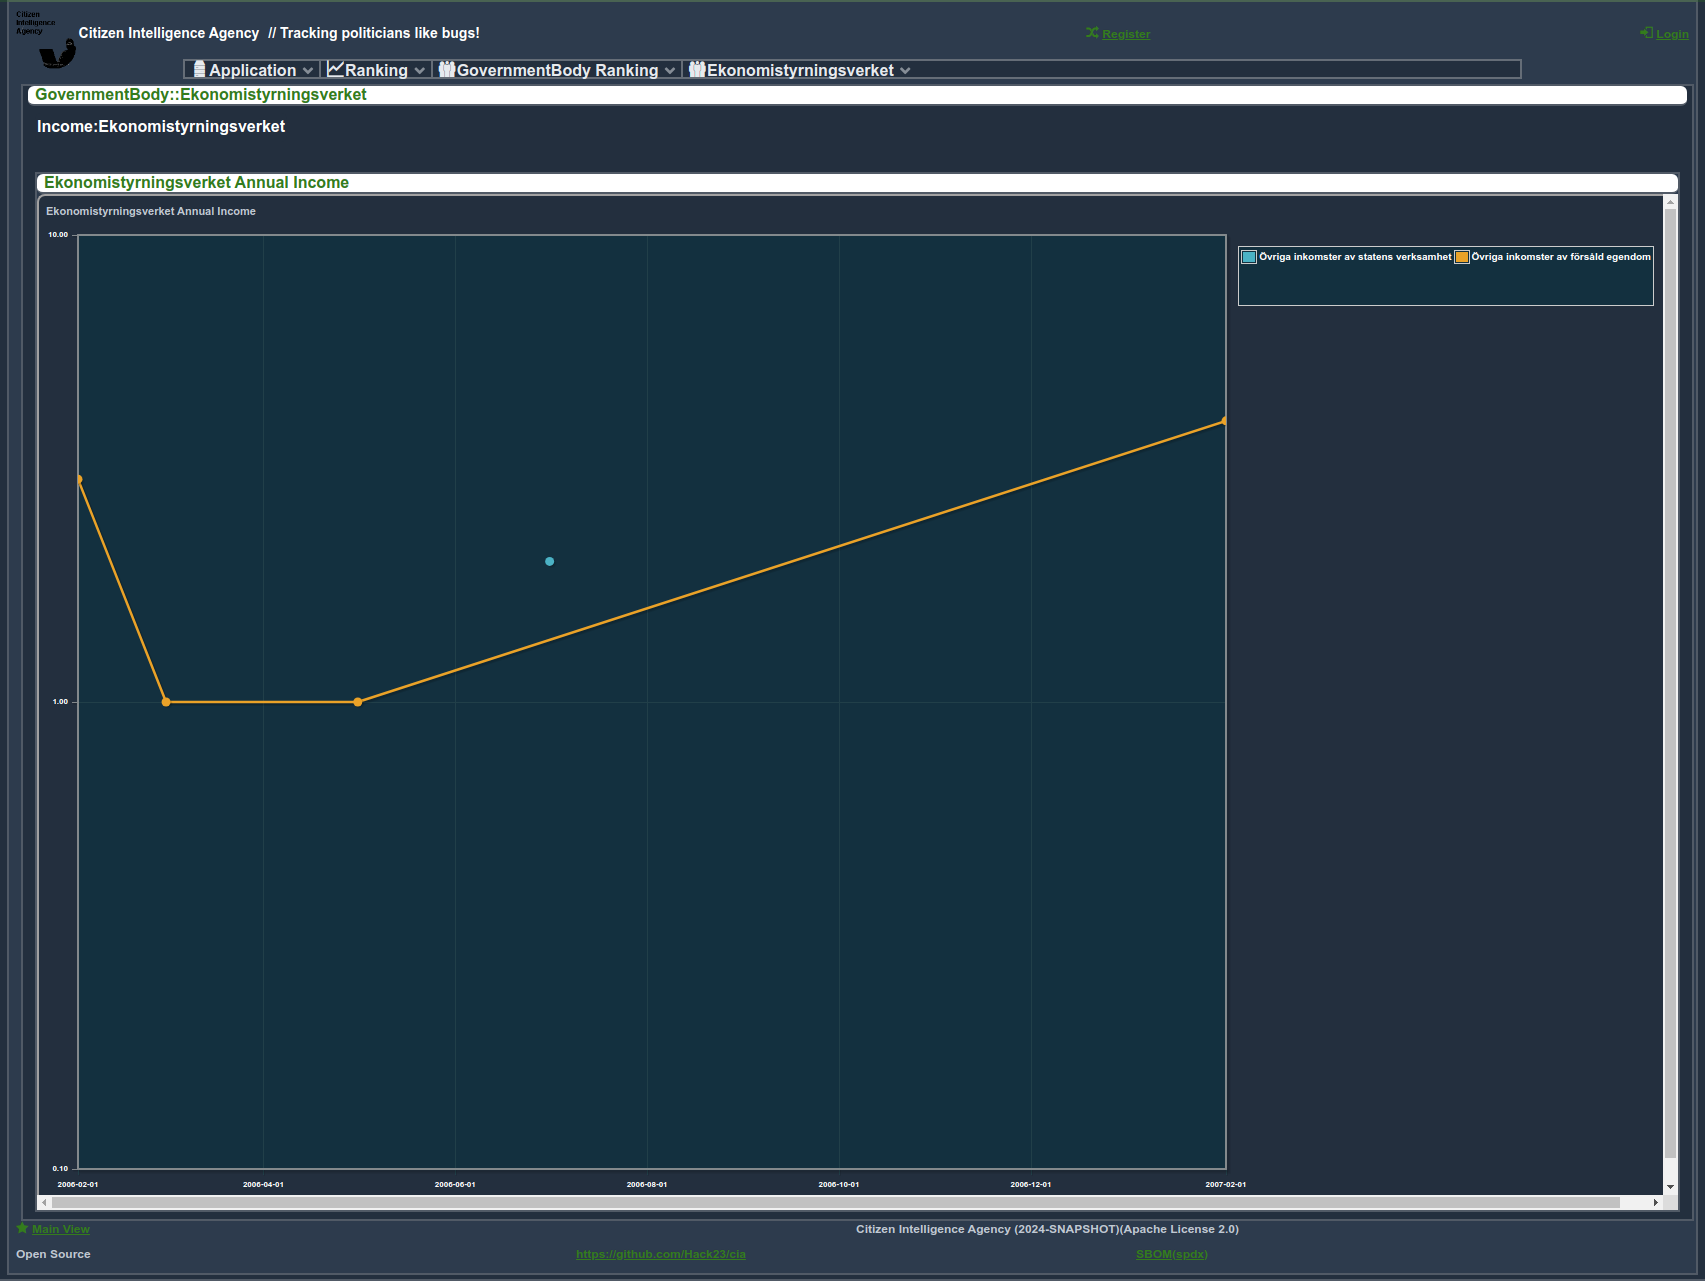 Citizen
Intelligence
Agency
Citizen Intelligence Agency // Tracking politicians like bugs!
Register
Login
Application
Ranking
GovernmentBody Ranking
Ekonomistyrningsverket
GovernmentBody::Ekonomistyrningsverket
Income:Ekonomistyrningsverket
Ekonomistyrningsverket Annual Income
Ekonomistyrningsverket Annual Income
10.00
Övriga inkomster av statens verksamhet
Övriga inkomster av försåld egendom
1.00
0.10
2006-02-01
2006-04-01
2006-06-01
2006-08-01
2006-10-01
2006-12-01
2007-02-01
Main View
Citizen Intelligence Agency (2024-SNAPSHOT)(Apache License 2.0)
Open Source
https://github.com/Hack23/cia
SBOM(spdx)